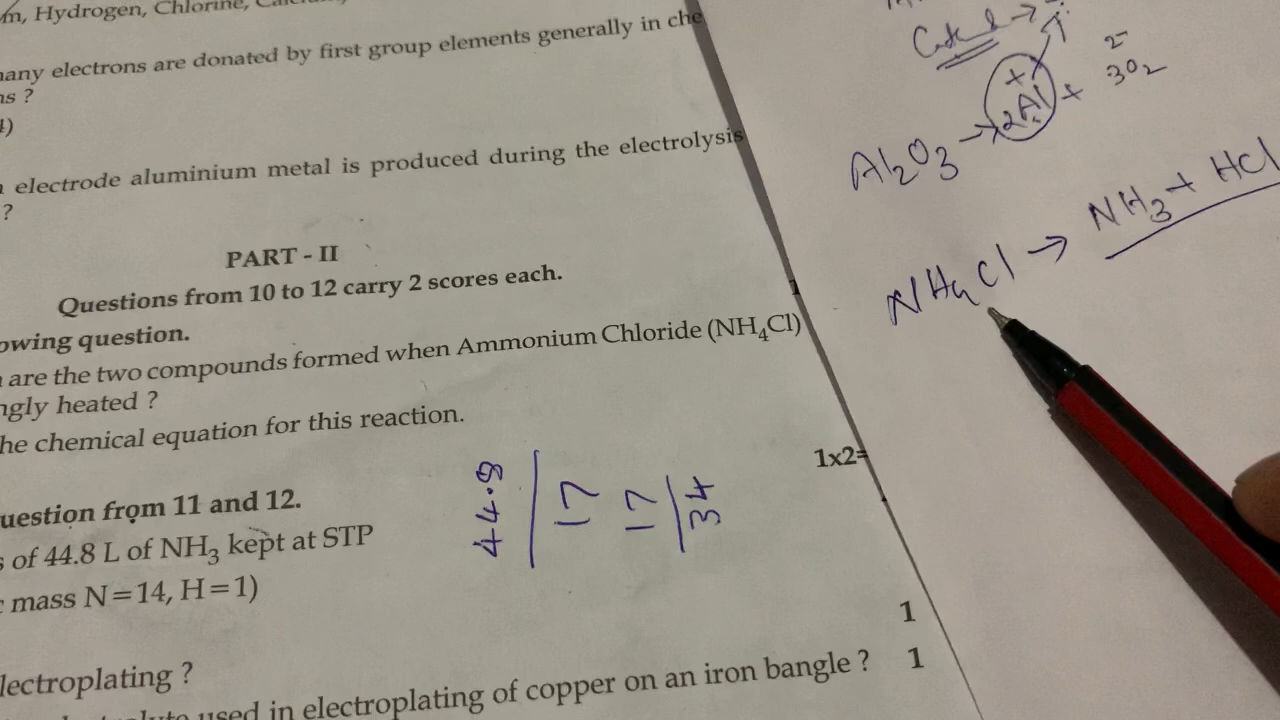 m, Hydrogen, Chlorine,
many electrons are donated by first group elements generally in che
ns ?
4)
electrode aluminium metal is produced during the electrolysis
?
PART - II
Questions from 10 to 12 carry 2 scores each.
owing question.
are the two compounds formed when Ammonium Chloride (NH₄Cl)
ngly heated ?
he chemical equation for this reaction.
1x2=
uestion from 11 and 12.
s of 44.8 L of NH₃ kept at STP
c mass N=14, H=1)
1
lectroplating ?
1
used in electroplating of copper on an iron bangle ?
44.8
17
17
34
Al₂O₃ → 2Al + 3O₂
+
2-
NH₄Cl → NH₃ + HCl